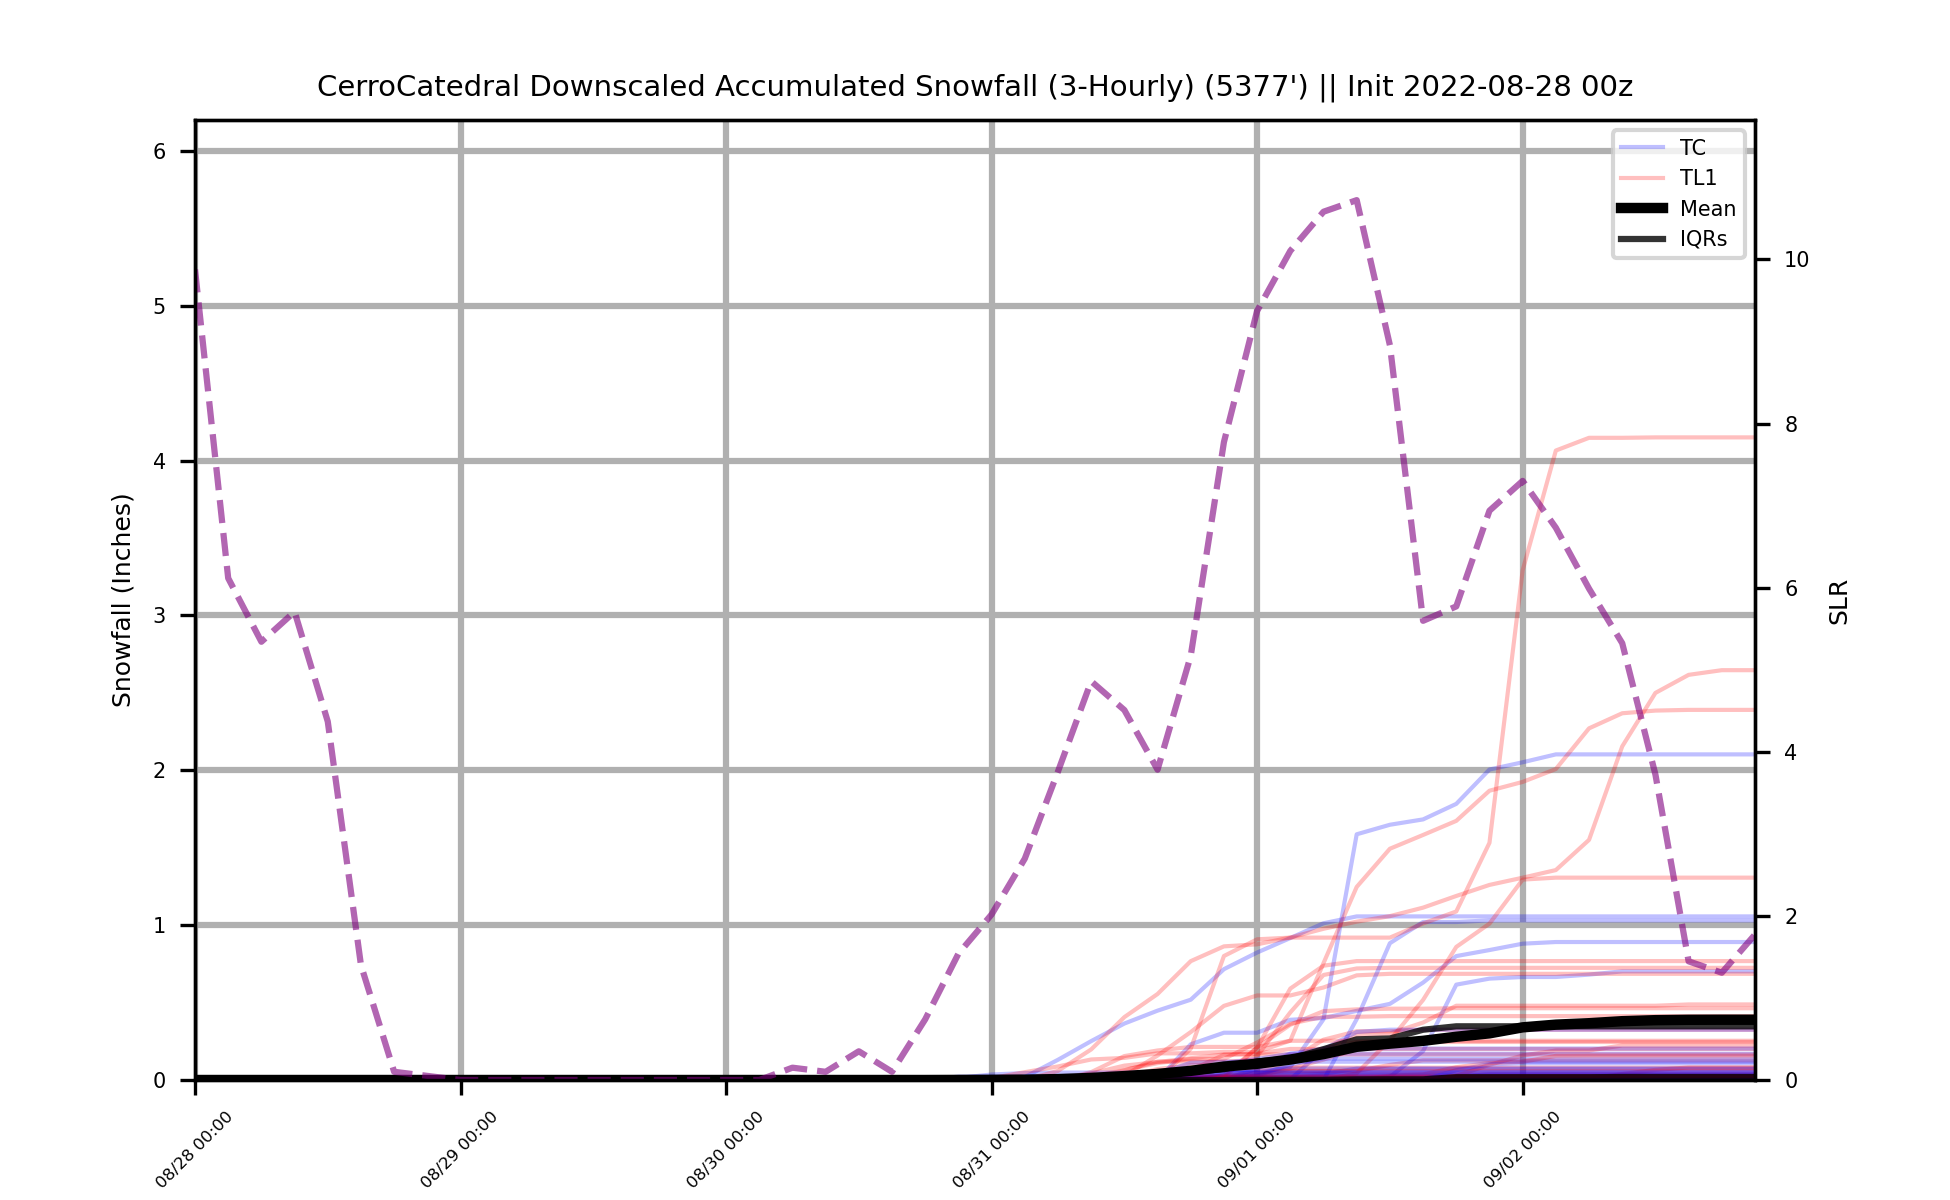 CerroCatedral Downscaled Accumulated Snowfall (3-Hourly) (5377') || Init 2022-08-28 00z
TC
TL1
Mean
IQRs
Snowfall (Inches)
6
5
4
3
2
1
0
SLR
10
8
6
4
2
0
08/28 00:00
08/29 00:00
08/30 00:00
08/31 00:00
09/01 00:00
09/02 00:00